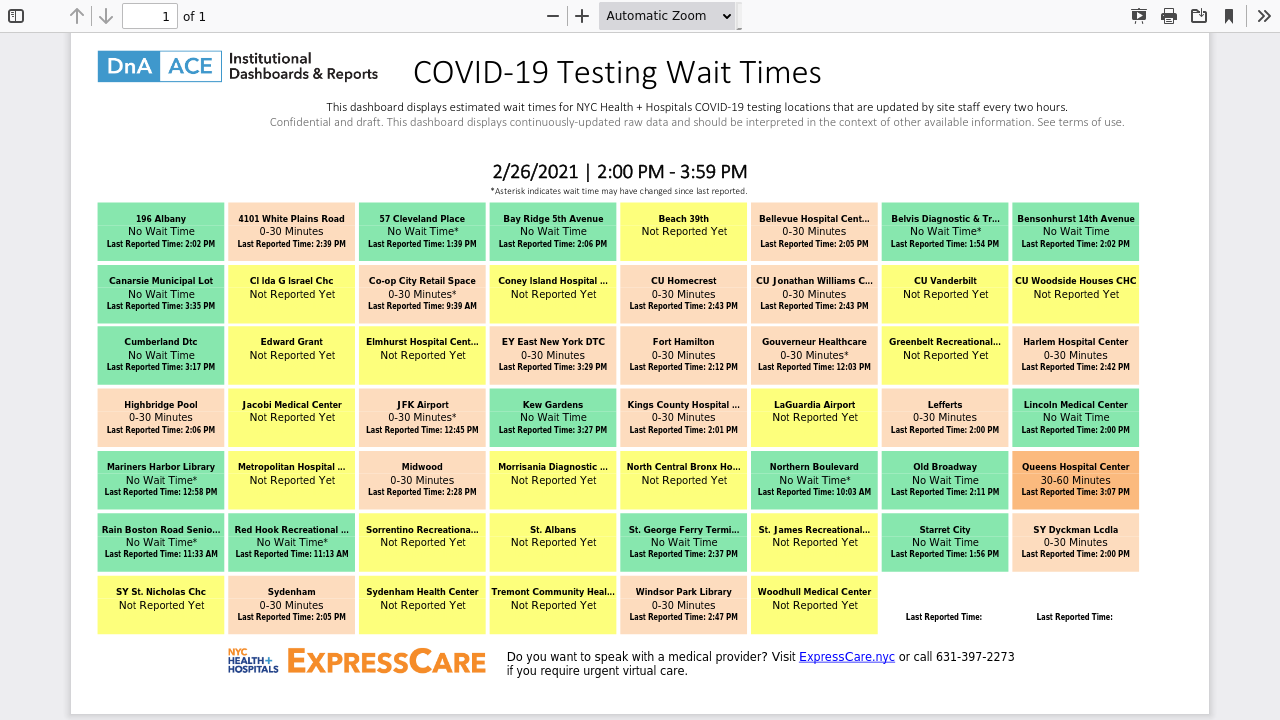 1 of 1
Automatic Zoom
DnA ACE Institutional Dashboards & Reports
COVID-19 Testing Wait Times
This dashboard displays estimated wait times for NYC Health + Hospitals COVID-19 testing locations that are updated by site staff every two hours.
Confidential and draft. This dashboard displays continuously-updated raw data and should be interpreted in the context of other available information. See terms of use.
2/26/2021 | 2:00 PM - 3:59 PM
*Asterisk indicates wait time may have changed since last reported.
196 Albany
No Wait Time
Last Reported Time: 2:02 PM
4101 White Plains Road
0-30 Minutes
Last Reported Time: 2:39 PM
57 Cleveland Place
No Wait Time*
Last Reported Time: 1:39 PM
Bay Ridge 5th Avenue
No Wait Time
Last Reported Time: 2:06 PM
Beach 39th
Not Reported Yet
Bellevue Hospital Cent...
0-30 Minutes
Last Reported Time: 2:05 PM
Belvis Diagnostic & Tr...
No Wait Time*
Last Reported Time: 1:54 PM
Bensonhurst 14th Avenue
No Wait Time
Last Reported Time: 2:02 PM
Canarsie Municipal Lot
No Wait Time
Last Reported Time: 3:35 PM
Cl Ida G Israel Chc
Not Reported Yet
Co-op City Retail Space
0-30 Minutes*
Last Reported Time: 9:39 AM
Coney Island Hospital ...
Not Reported Yet
CU Homecrest
0-30 Minutes
Last Reported Time: 2:43 PM
CU Jonathan Williams C...
0-30 Minutes
Last Reported Time: 2:43 PM
CU Vanderbilt
Not Reported Yet
CU Woodside Houses CHC
Not Reported Yet
Cumberland Dtc
No Wait Time
Last Reported Time: 3:17 PM
Edward Grant
Not Reported Yet
Elmhurst Hospital Cent...
Not Reported Yet
EY East New York DTC
0-30 Minutes
Last Reported Time: 3:29 PM
Fort Hamilton
0-30 Minutes
Last Reported Time: 2:12 PM
Gouverneur Healthcare
0-30 Minutes*
Last Reported Time: 12:03 PM
Greenbelt Recreational...
Not Reported Yet
Harlem Hospital Center
0-30 Minutes
Last Reported Time: 2:42 PM
Highbridge Pool
0-30 Minutes
Last Reported Time: 2:06 PM
Jacobi Medical Center
Not Reported Yet
JFK Airport
0-30 Minutes*
Last Reported Time: 12:45 PM
Kew Gardens
No Wait Time
Last Reported Time: 3:27 PM
Kings County Hospital ...
0-30 Minutes
Last Reported Time: 2:01 PM
LaGuardia Airport
Not Reported Yet
Lefferts
0-30 Minutes
Last Reported Time: 2:00 PM
Lincoln Medical Center
No Wait Time
Last Reported Time: 2:00 PM
Mariners Harbor Library
No Wait Time*
Last Reported Time: 12:58 PM
Metropolitan Hospital ...
Not Reported Yet
Midwood
0-30 Minutes
Last Reported Time: 2:28 PM
Morrisania Diagnostic ...
Not Reported Yet
North Central Bronx Ho...
Not Reported Yet
Northern Boulevard
No Wait Time*
Last Reported Time: 10:03 AM
Old Broadway
No Wait Time
Last Reported Time: 2:11 PM
Queens Hospital Center
30-60 Minutes
Last Reported Time: 3:07 PM
Rain Boston Road Senio...
No Wait Time*
Last Reported Time: 11:33 AM
Red Hook Recreational ...
No Wait Time*
Last Reported Time: 11:13 AM
Sorrentino Recreationa...
Not Reported Yet
St. Albans
Not Reported Yet
St. George Ferry Termi...
No Wait Time
Last Reported Time: 2:37 PM
St. James Recreational...
Not Reported Yet
Starret City
No Wait Time
Last Reported Time: 1:56 PM
SY Dyckman Lcdla
0-30 Minutes
Last Reported Time: 2:00 PM
SY St. Nicholas Chc
Not Reported Yet
Sydenham
0-30 Minutes
Last Reported Time: 2:05 PM
Sydenham Health Center
Not Reported Yet
Tremont Community Heal...
Not Reported Yet
Windsor Park Library
0-30 Minutes
Last Reported Time: 2:47 PM
Woodhull Medical Center
Not Reported Yet
Last Reported Time:
Last Reported Time:
NYC HEALTH+ HOSPITALS
EXPRESSCARE
Do you want to speak with a medical provider? Visit ExpressCare.nyc or call 631-397-2273
if you require urgent virtual care.